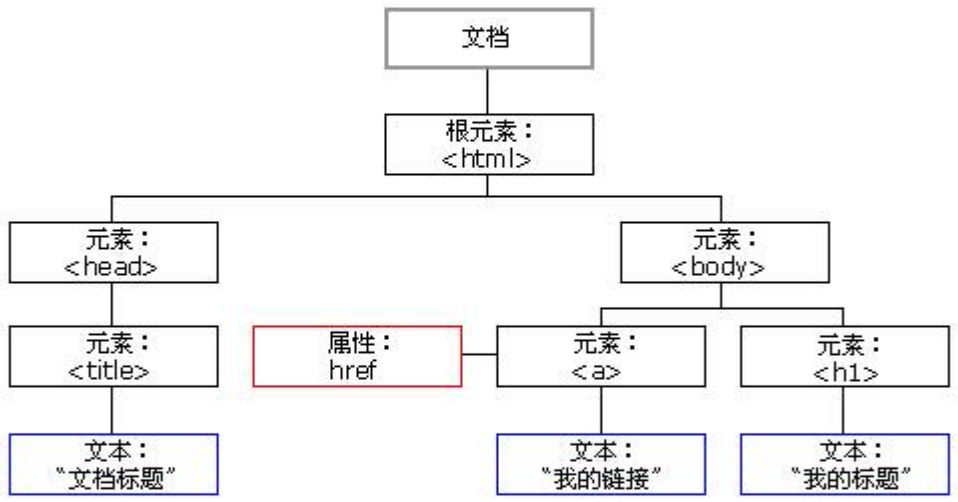 文档
根元素：
<html>
元素：
<head>
元素：
<body>
元素：
<title>
属性：
href
元素：
<a>
元素：
<h1>
文本：
“文档标题”
文本：
“我的链接”
文本：
“我的标题”